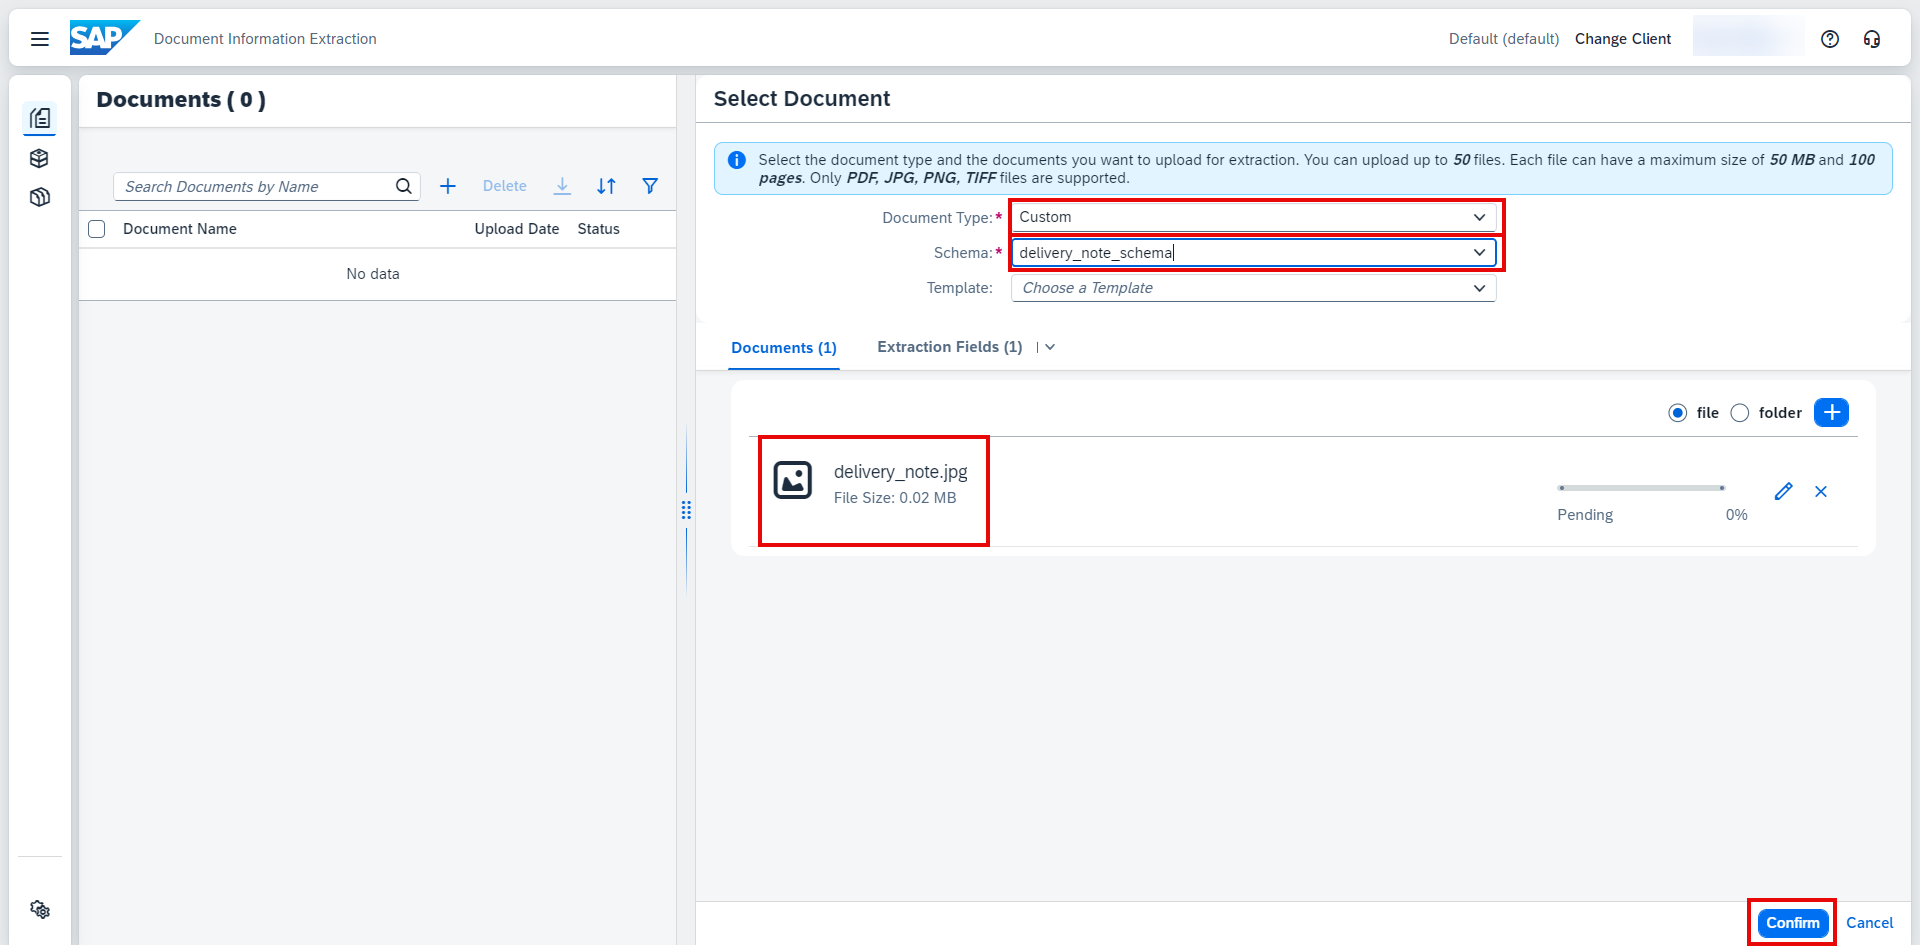 SAP Document Information Extraction
Default (default) Change Client
Documents ( 0 )
Search Documents by Name
Delete
Document Name Upload Date Status
No data
Select Document
Select the document type and the documents you want to upload for extraction. You can upload up to 50 files. Each file can have a maximum size of 50 MB and 100
pages. Only PDF, JPG, PNG, TIFF files are supported.
Document Type:* Custom
Schema:* delivery_note_schema
Template: Choose a Template
Documents (1) Extraction Fields (1)
file folder
delivery_note.jpg
File Size: 0.02 MB
Pending 0%
Confirm Cancel